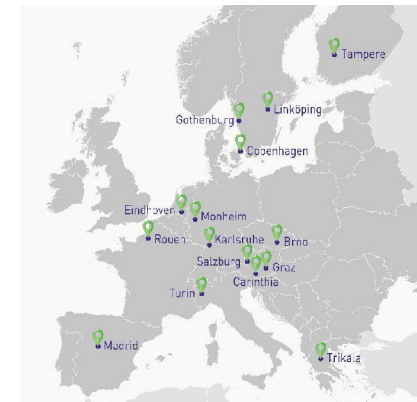 Tampere
Linköping
Gothenburg
Copenhagen
Eindhoven
Monheim
Rouen
Karlsruhe
Brno
Salzburg
Graz
Carinthia
Turin
Madrid
Trikala